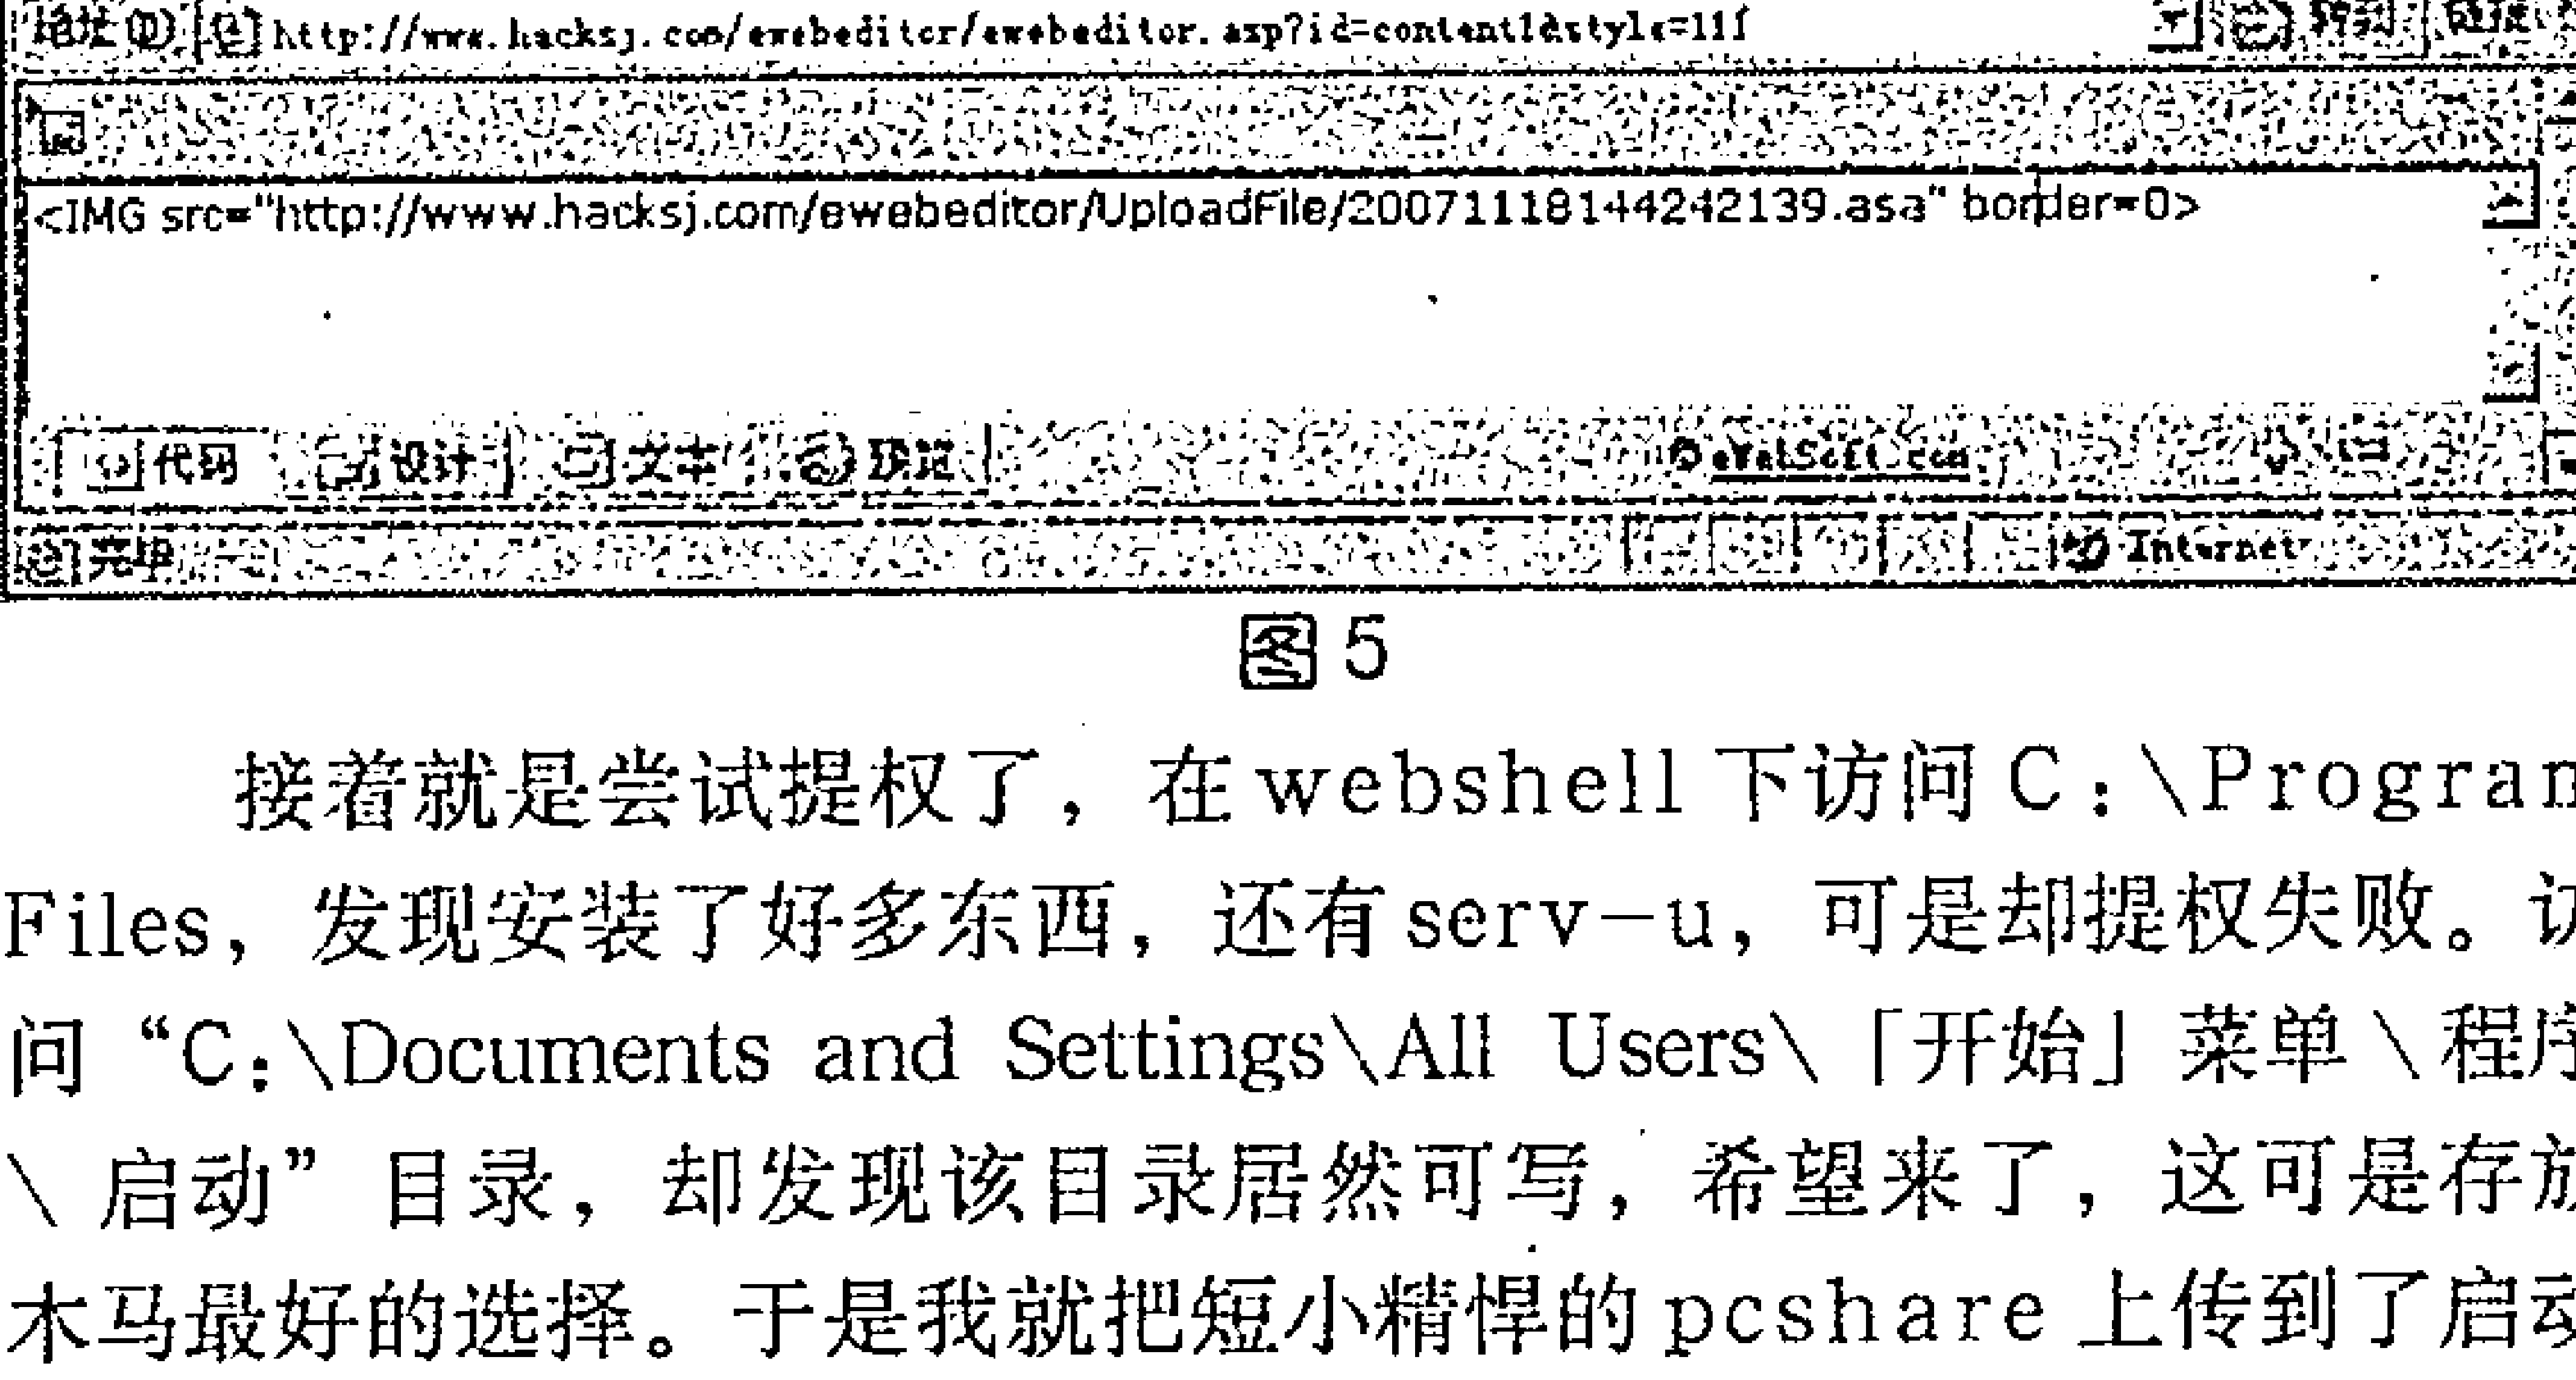 地址(D) http://www.hacksj.com/ewebeditor/ewebeditor.asp?id=content1&style=111
<IMG src="http://www.hacksj.com/ewebeditor/UploadFile/20071118144242139.asa" border=0>
代码 设计 文本 eWebSoft.com
完毕 Internet
图 5
接着就是尝试提权了，在webshell下访问C:\Program
Files，发现安装了好多东西，还有serv-u，可是却提权失败。访
问“C:\Documents and Settings\All Users\「开始」菜单\程序
\启动”目录，却发现该目录居然可写，希望来了，这可是存放
木马最好的选择。于是我就把短小精悍的pcshare上传到了启动